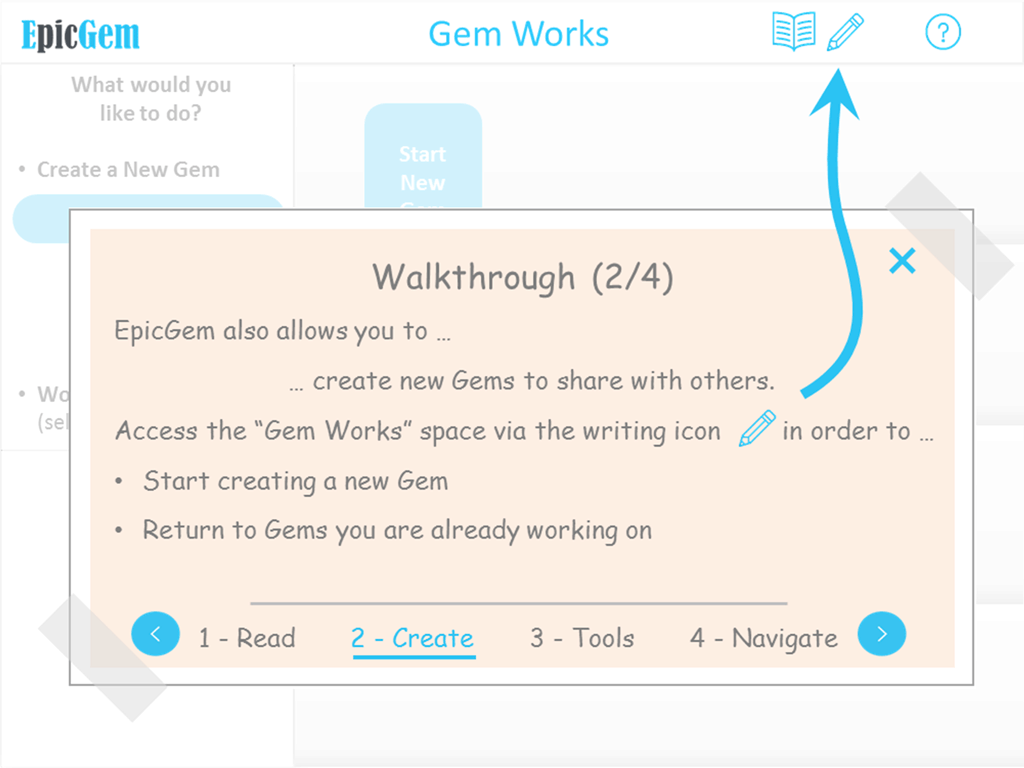 EpicGem
Gem Works
?
What would you
like to do?
• Create a New Gem
Start
New
• Wo
(sel
Walkthrough (2/4)
EpicGem also allows you to …
… create new Gems to share with others.
Access the “Gem Works” space via the writing icon in order to …
• Start creating a new Gem
• Return to Gems you are already working on
< 1 - Read 2 - Create 3 - Tools 4 - Navigate >